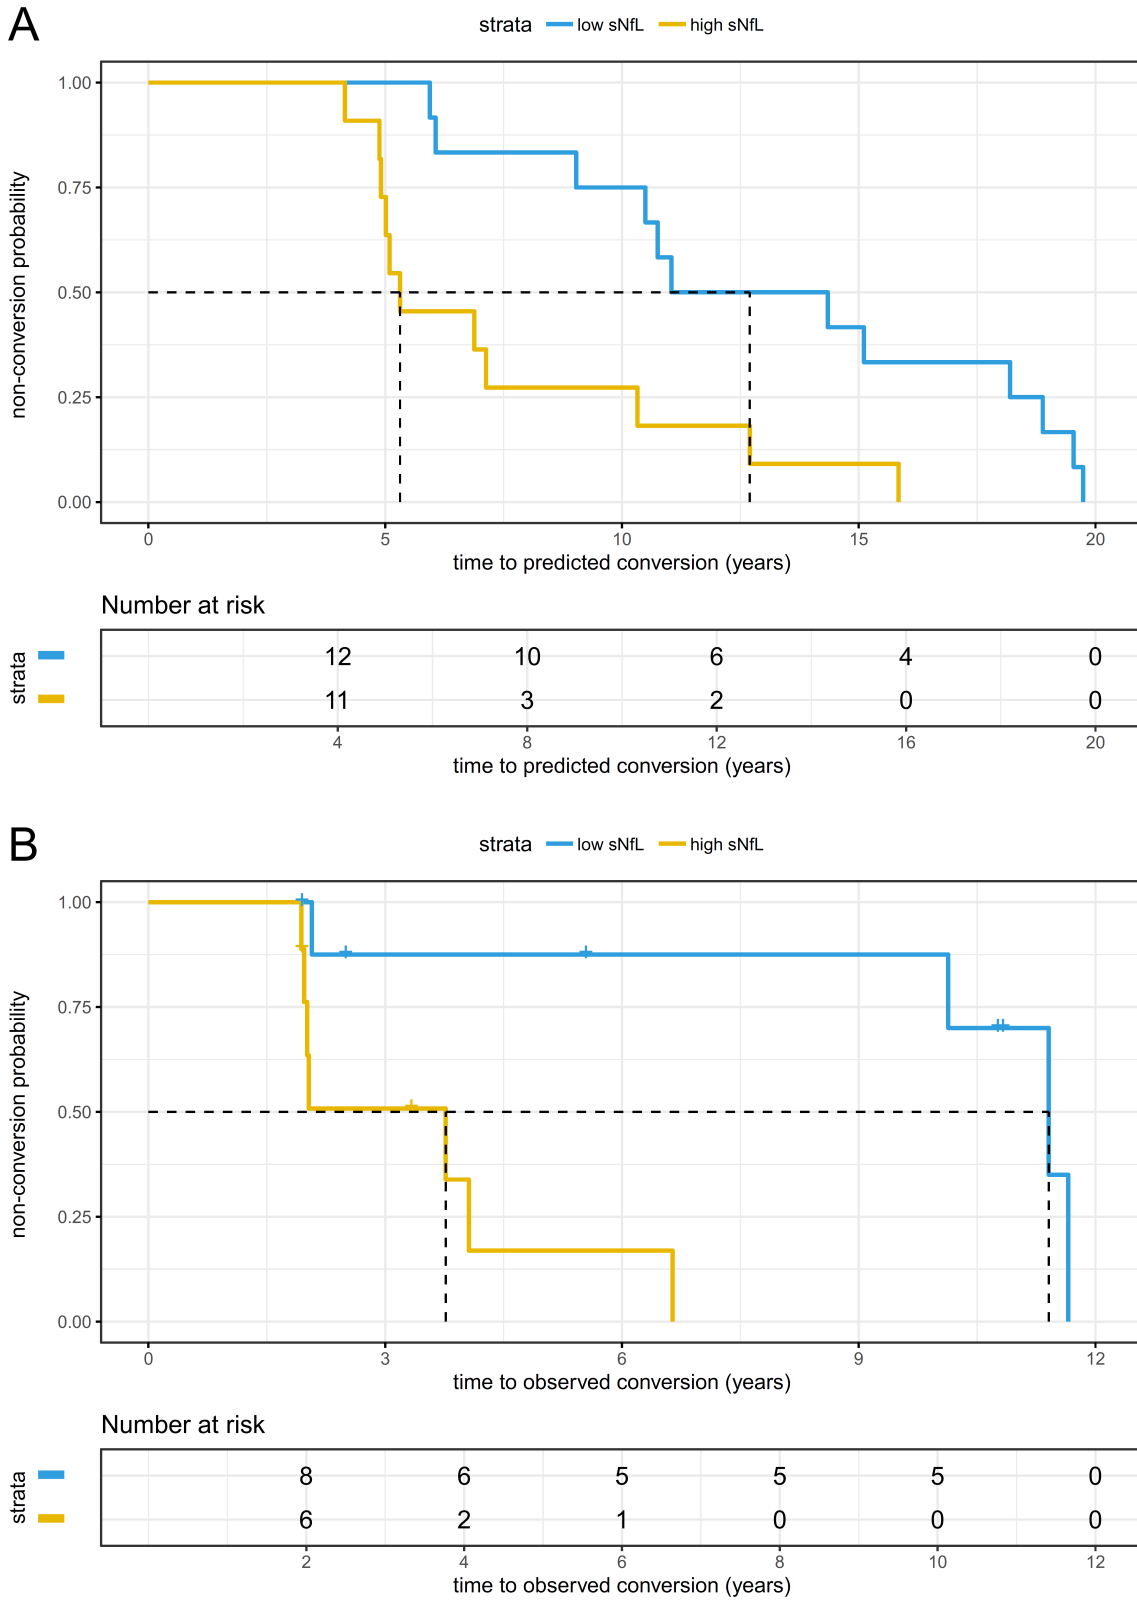 A
strata low sNfL high sNfL
1.00
0.75
0.50
0.25
0.00
non-conversion probability
0 5 10 15 20
time to predicted conversion (years)
Number at risk
strata
12 10 6 4 0
11 3 2 0 0
4 8 12 16 20
time to predicted conversion (years)
B
strata low sNfL high sNfL
1.00
0.75
0.50
0.25
0.00
non-conversion probability
0 3 6 9 12
time to observed conversion (years)
Number at risk
strata
8 6 5 5 5 0
6 2 1 0 0 0
2 4 6 8 10 12
time to observed conversion (years)